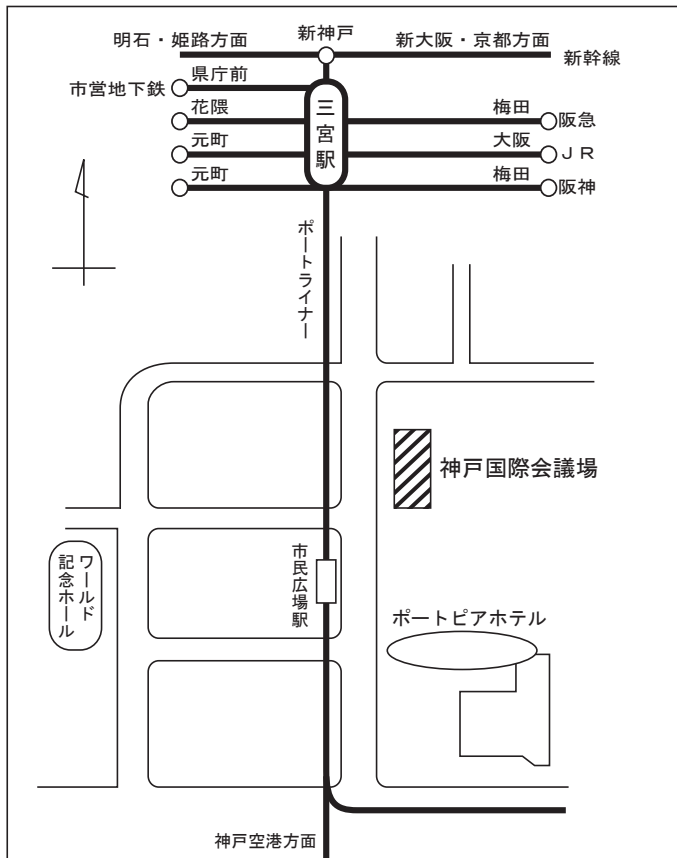 新神戸
明石・姫路方面
新大阪・京都方面
新幹線
県庁前
市営地下鉄
花隈
梅田
阪急
三宮駅
元町
大阪
ＪＲ
元町
梅田
阪神
ポートライナー
神戸国際会議場
市民広場駅
ワールド
記念ホール
ポートピアホテル
神戸空港方面